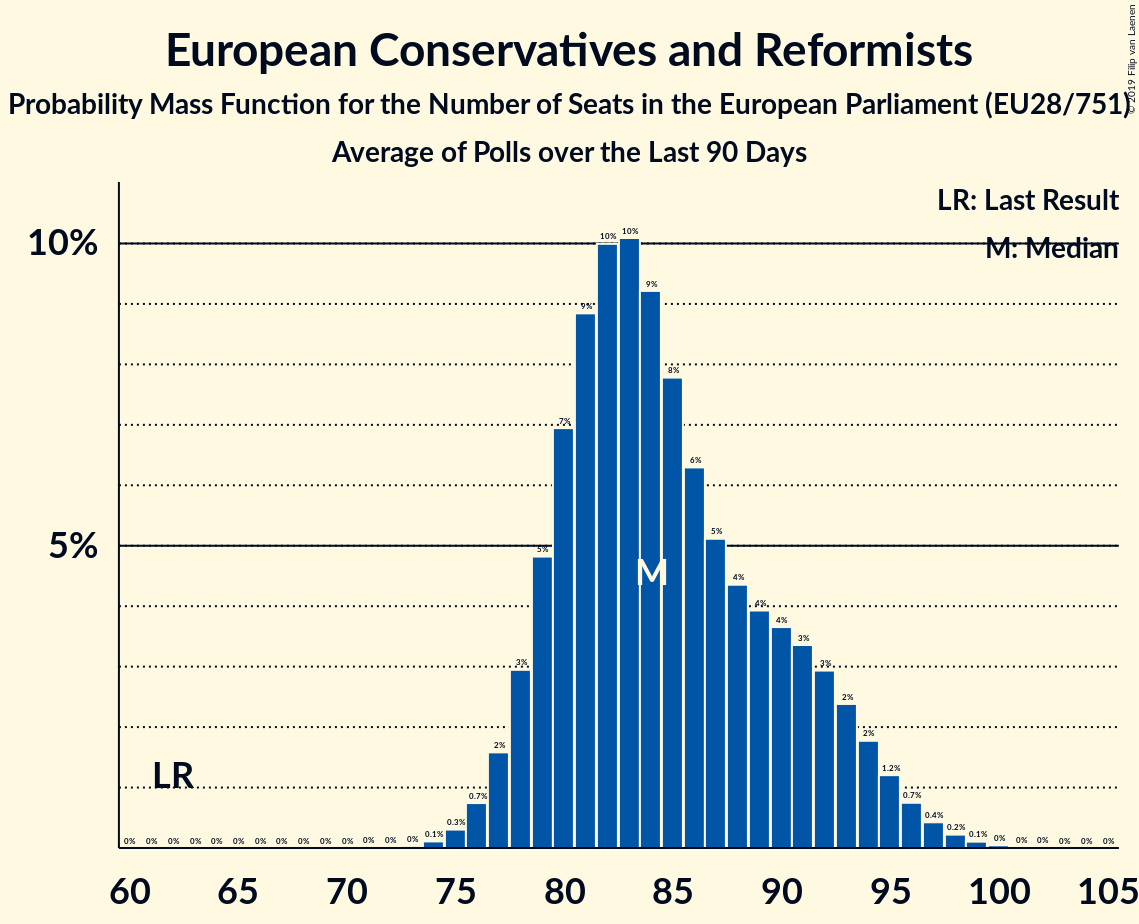 © 2019 Filip van Laenen
European Conservatives and Reformists
Probability Mass Function for the Number of Seats in the European Parliament (EU28/751)
Average of Polls over the Last 90 Days
LR: Last Result
M: Median
10%
5%
0% 0% 0% 0% 0% 0% 0% 0% 0% 0% 0% 0% 0% 0% 0.1% 0.3% 0.7% 2% 3% 5% 7% 9% 10% 10% 9% 8% 6% 5% 4% 4% 4% 3% 3% 2% 2% 1.2% 0.7% 0.4% 0.2% 0.1% 0% 0% 0% 0% 0% 0%
M
LR
60 65 70 75 80 85 90 95 100 105